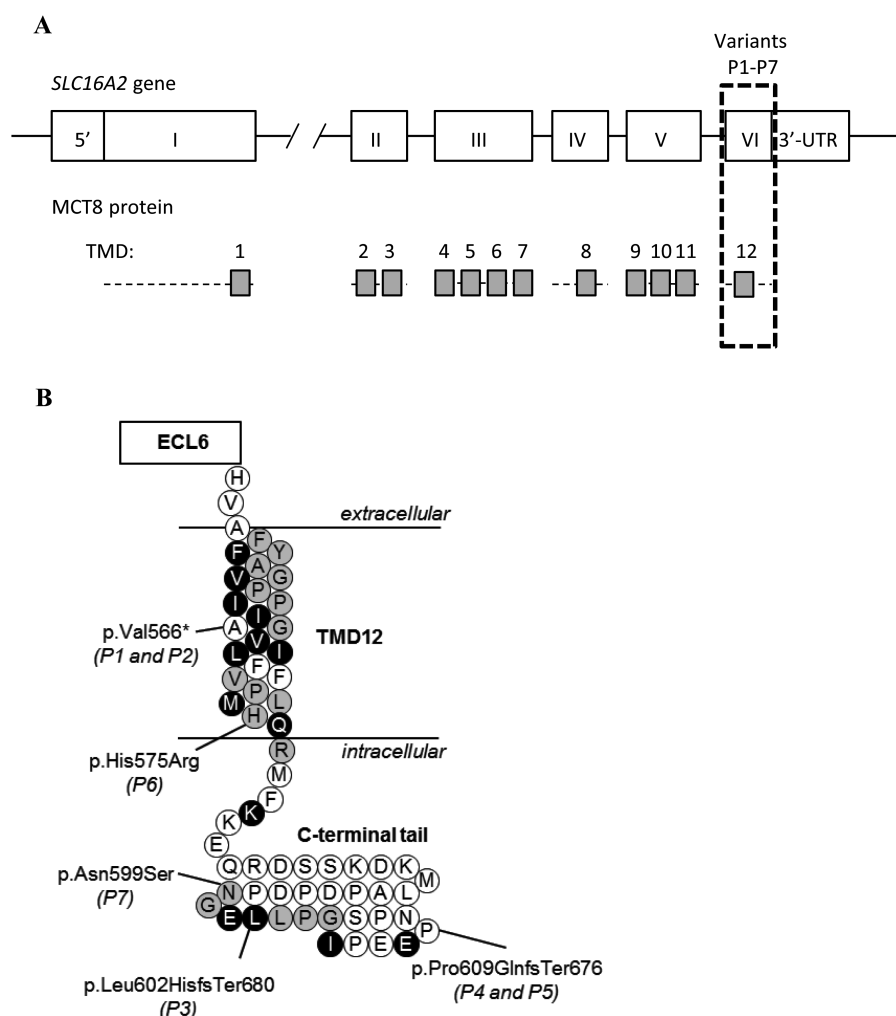 A
Variants
P1-P7
SLC16A2 gene
5' I II III IV V VI 3'-UTR
MCT8 protein
TMD: 1 2 3 4 5 6 7 8 9 10 11 12
B
ECL6
H
V
extracellular
A
F
F Y
A
V G
P
I P
I
A G
V
L I
F
V F
P
M L
H
Q
p.Val566*
(P1 and P2)
TMD12
p.His575Arg
(P6)
intracellular
R
M
F
K
K
E
C-terminal tail
Q R D S S K D K
M
N P D P D P A L
G
E L L P G S P N
P
I P E E
p.Asn599Ser
(P7)
p.Leu602HisfsTer680
(P3)
p.Pro609GlnfsTer676
(P4 and P5)